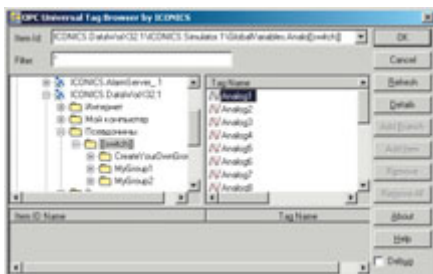 OPC Universal Tag Browser by ICONICS
Item Id:
ICONICS.DataWorX32.1\ICONICS.Simulator.1\GlobalVariables.Analo[[switch]]
OK
Filter
Cancel
ICONICS.AlarmServer_1
ICONICS.DataWorX32.1
Интернет
Мой компьютер
Псевдонимы
[[switch]]
CreateYourOwnGrou
MyGroup1
MyGroup2
Tag Name
Analog1
Analog2
Analog3
Analog4
Analog5
Analog6
Analog7
Analog8
Refresh
Details
Add Branch
Add Item
Remove
Remove All
Item ID Name
Tag Name
About
Help
Debug